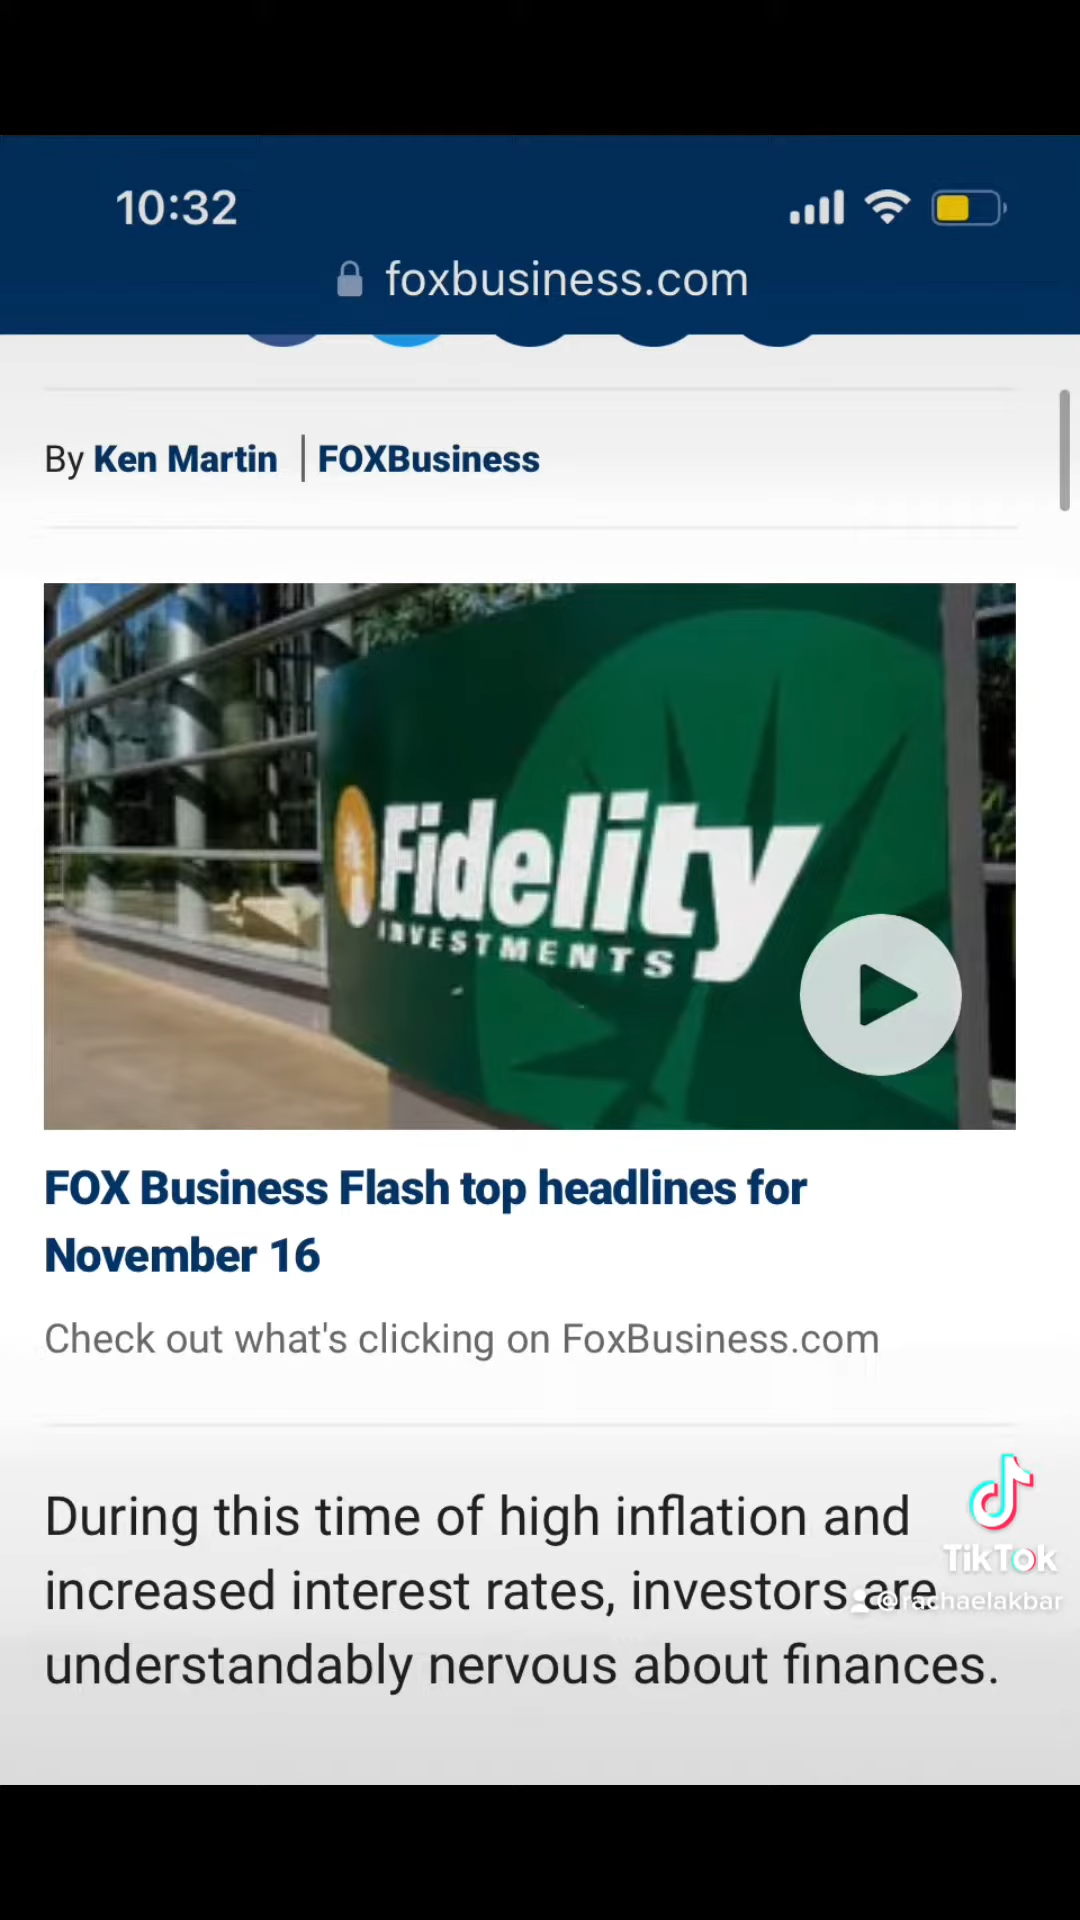 10:32
foxbusiness.com
By Ken Martin | FOXBusiness
Fidelity
INVESTMENTS
FOX Business Flash top headlines for
November 16
Check out what's clicking on FoxBusiness.com
During this time of high inflation and
increased interest rates, investors are
understandably nervous about finances.
TikTok
@rachaelakbar